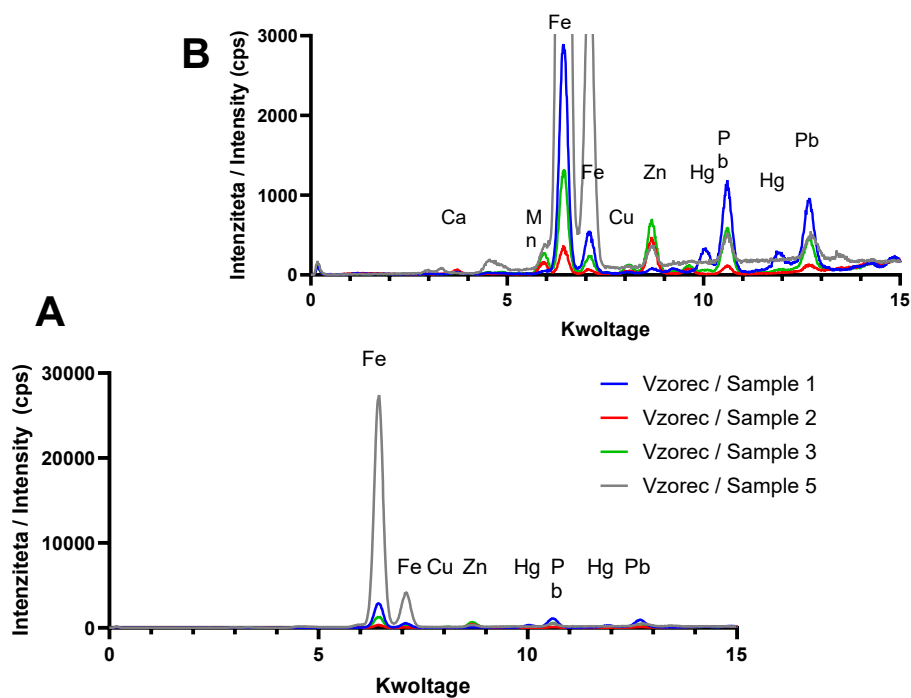 B
Intenziteta / Intensity (cps)
3000
2000
1000
0
Fe
Ca
M
n
Fe
Cu
Zn
Hg
P
b
Hg
Pb
0 5 10 15
Kwoltage
A
Intenziteta / Intensity (cps)
30000
20000
10000
0
Fe
Fe Cu Zn Hg P
b
Hg Pb
Vzorec / Sample 1
Vzorec / Sample 2
Vzorec / Sample 3
Vzorec / Sample 5
0 5 10 15
Kwoltage